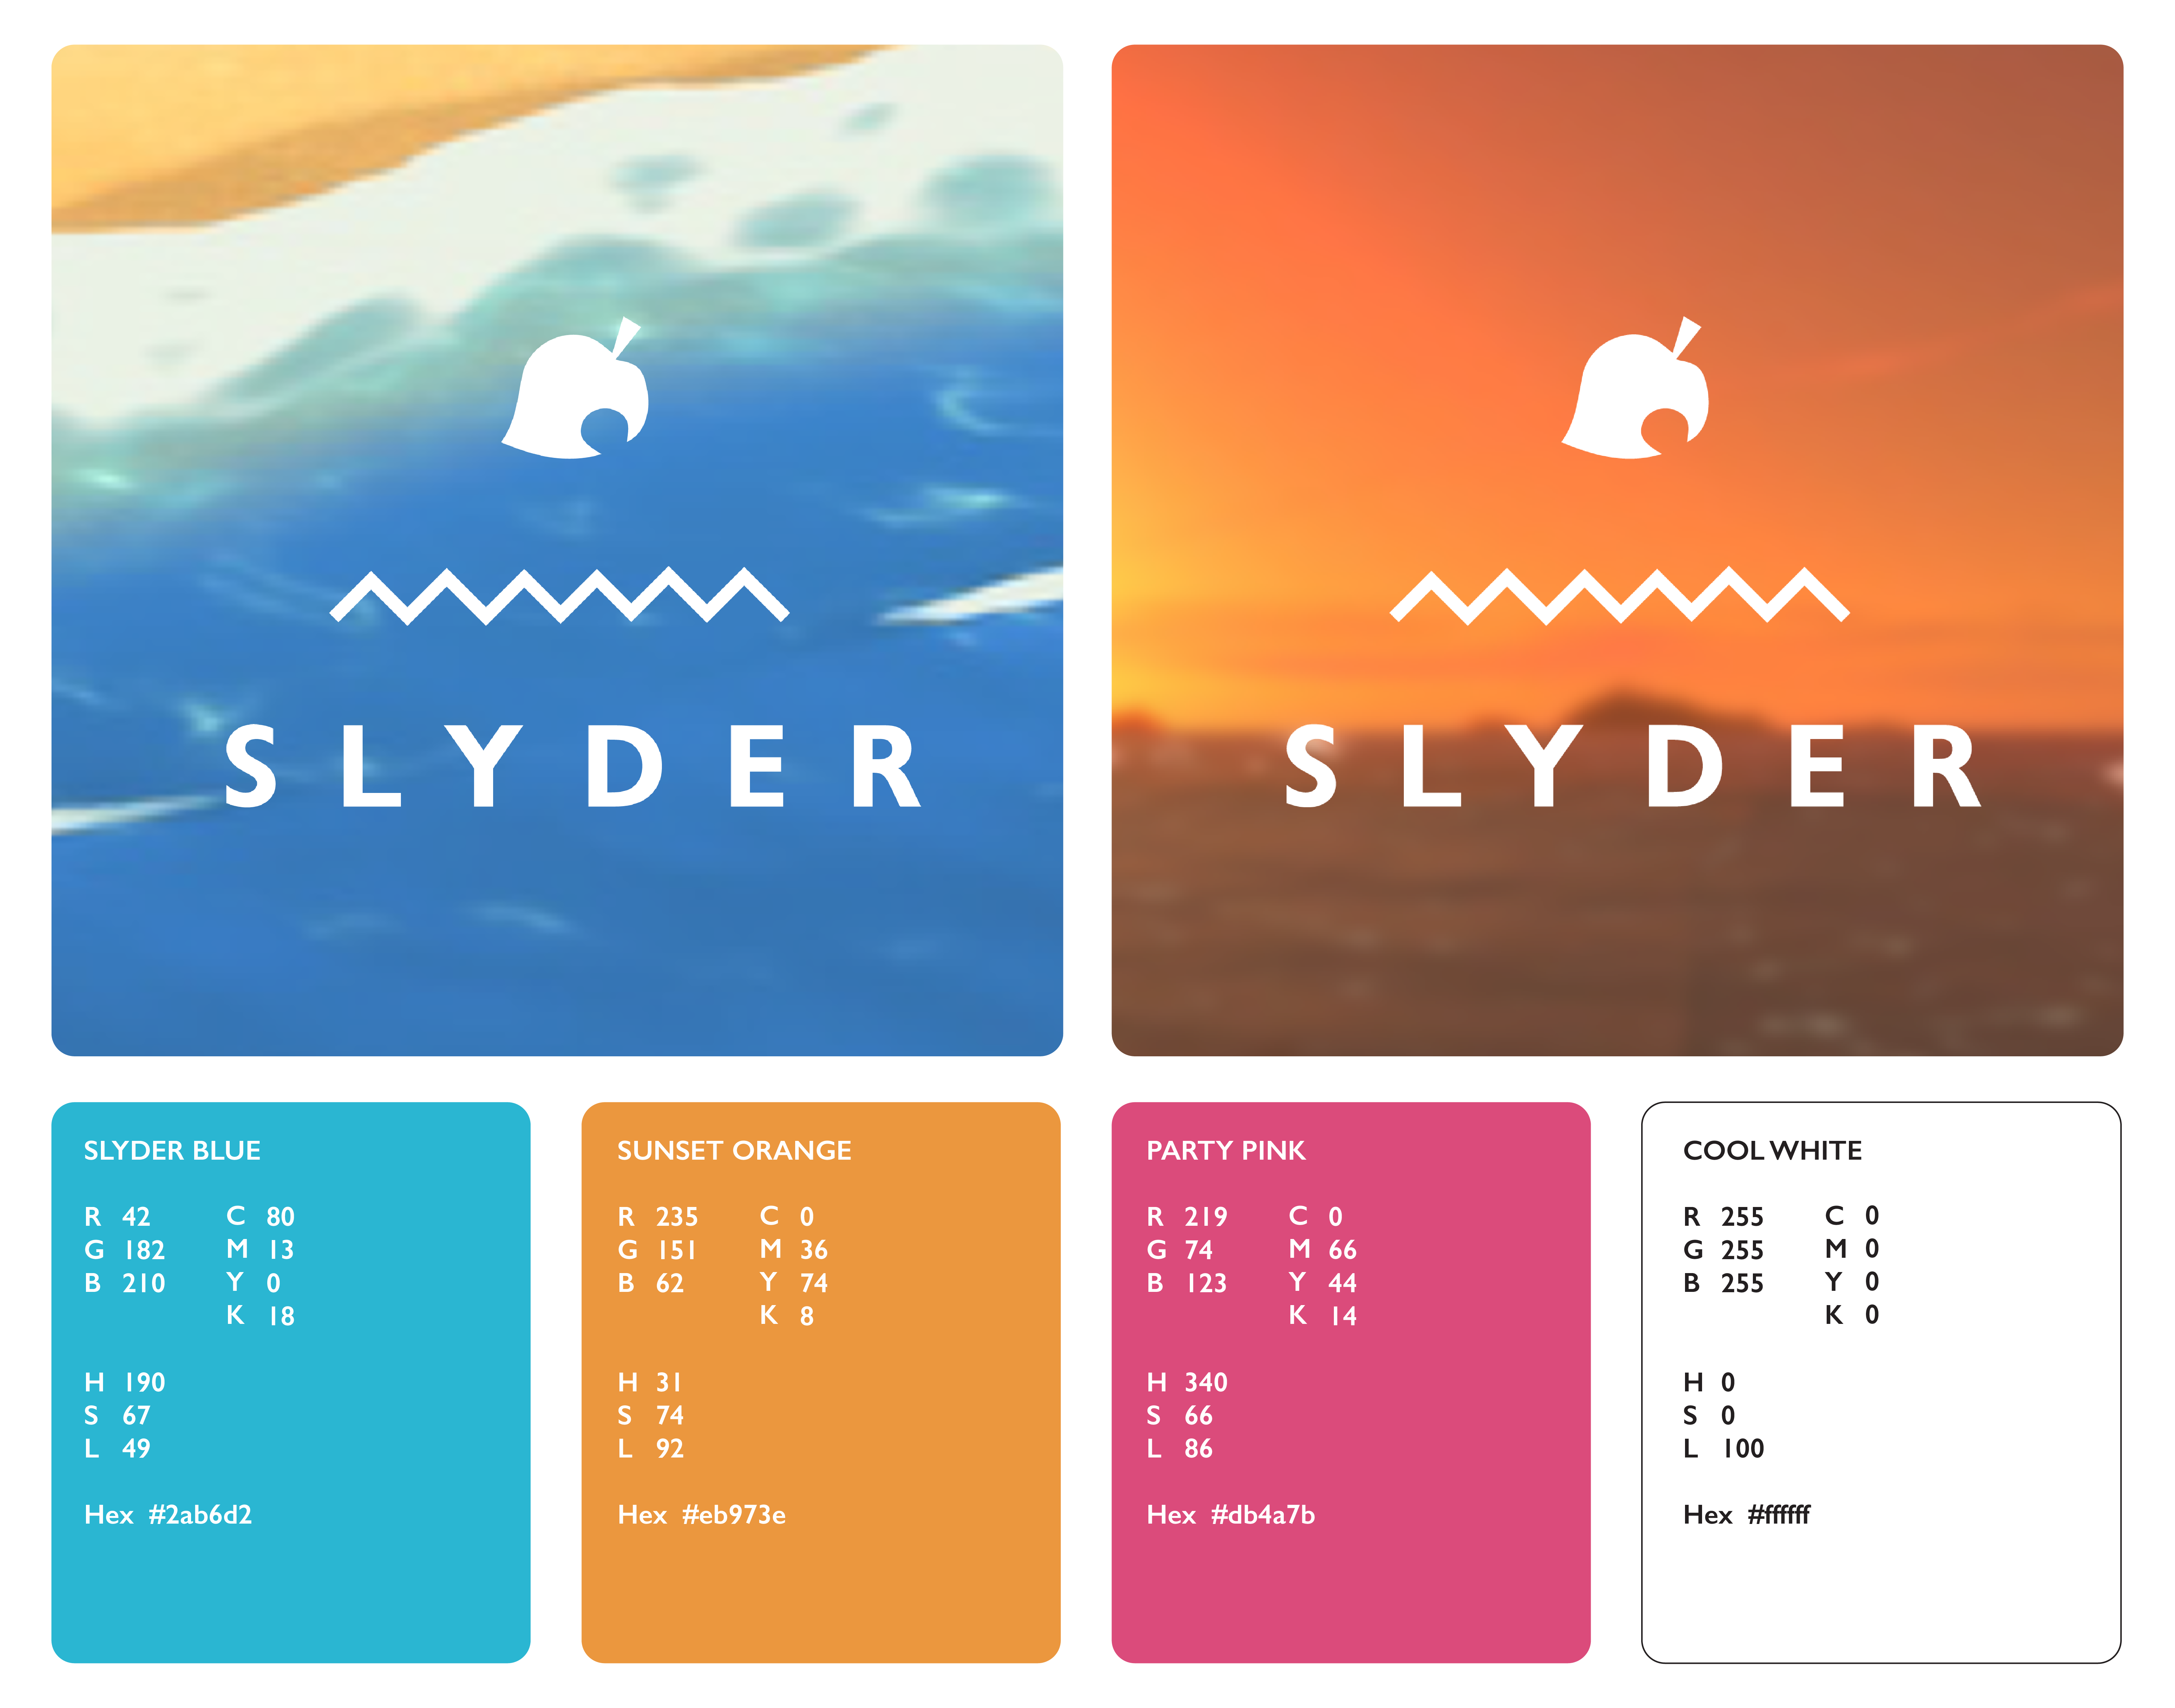 SLYDER
SLYDER
SLYDER BLUE
R 42 C 80
G 182 M 13
B 210 Y 0
K 18
H 190
S 67
L 49
Hex #2ab6d2
SUNSET ORANGE
R 235 C 0
G 151 M 36
B 62 Y 74
K 8
H 31
S 74
L 92
Hex #eb973e
PARTY PINK
R 219 C 0
G 74 M 66
B 123 Y 44
K 14
H 340
S 66
L 86
Hex #db4a7b
COOL WHITE
R 255 C 0
G 255 M 0
B 255 Y 0
K 0
H 0
S 0
L 100
Hex #ffffff